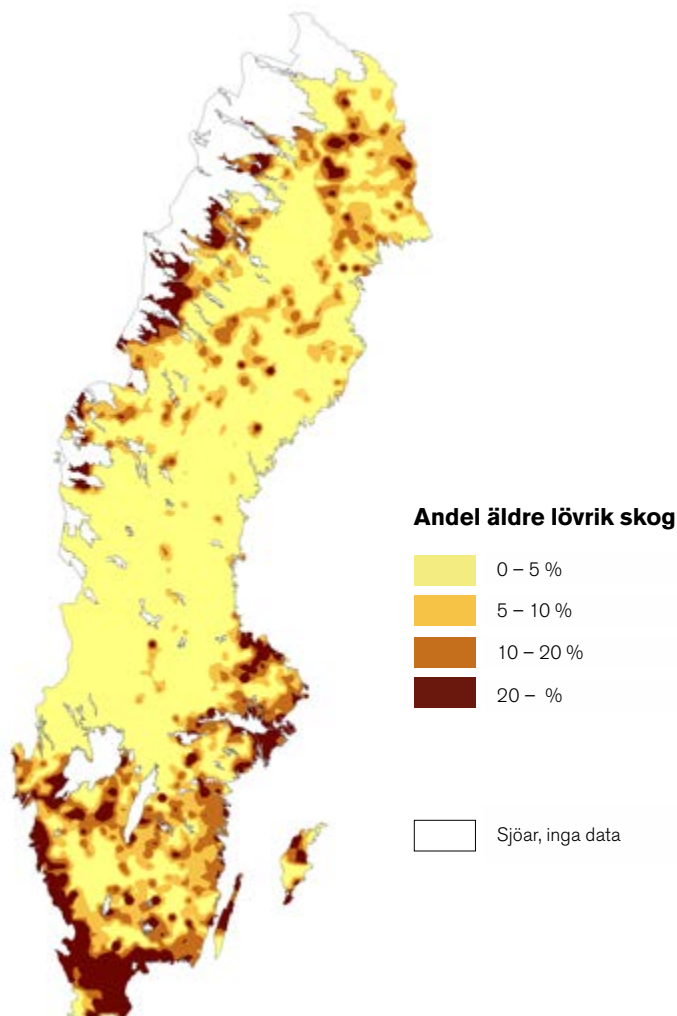 Andel äldre lövrik skog
0 – 5 %
5 – 10 %
10 – 20 %
20 – %
Sjöar, inga data